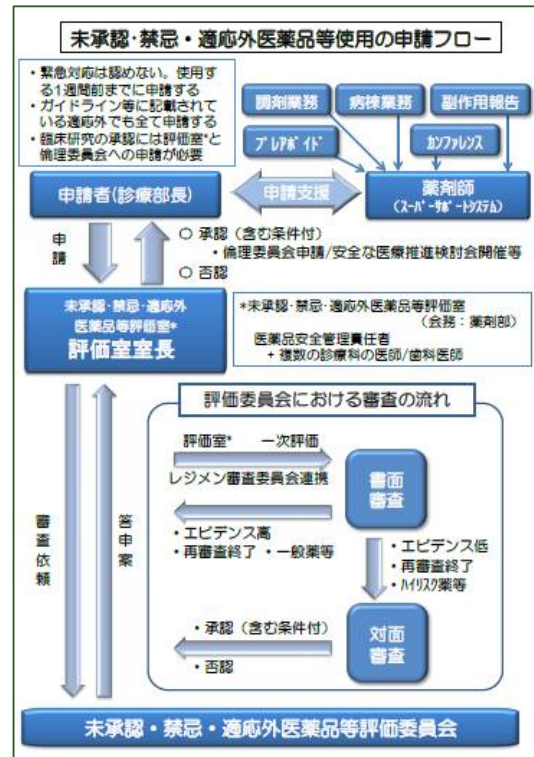 未承認・禁忌・適応外医薬品等使用の申請フロー
・緊急対応は認めない。使用す
る1週間前までに申請する
・ガイドライン等に記載されて
いる適応外でも全て申請する
・臨床研究の承認には評価室*と
倫理委員会への申請が必要
調剤業務
病棟業務
副作用報告
プレアボイド
カンファレンス
申請者(診療部長)
申請支援
薬剤師
(スーパーサポートシステム)
申請
○ 承認（含む条件付）
・倫理委員会申請/安全な医療推進検討会開催等
○ 否認
未承認・禁忌・適応外
医薬品等評価室*
評価室室長
*未承認・禁忌・適応外医薬品等評価室
（会務：薬剤部）
医薬品安全管理責任者
+ 複数の診療科の医師/歯科医師
評価委員会における審査の流れ
評価室* 一次評価
レジメン審査委員会連携
書面
審査
・エビデンス高
・再審査終了 ・一般薬等
・エビデンス低
・再審査終了
・ハイリスク薬等
審査依頼
答申案
・承認（含む条件付）
・否認
対面
審査
未承認・禁忌・適応外医薬品等評価委員会